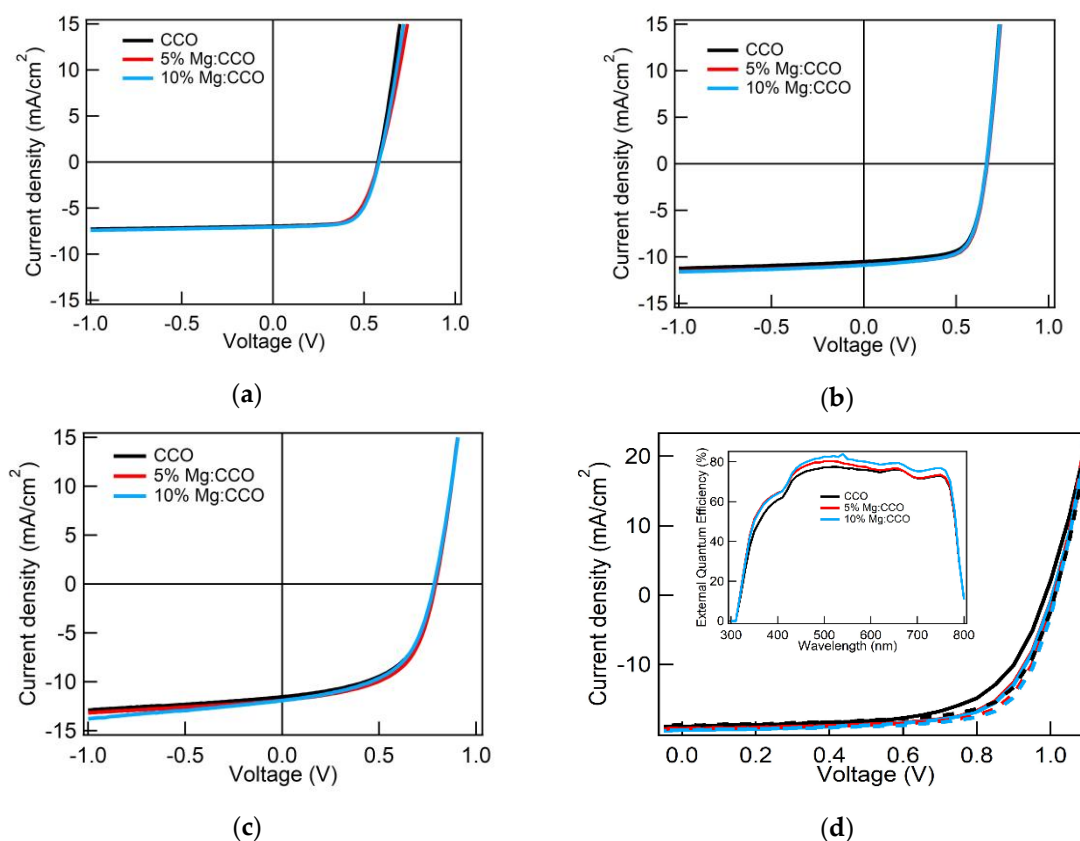 15
10
5
0
-5
-10
-15
Current density (mA/cm²)
CCO
5% Mg:CCO
10% Mg:CCO
-1.0 -0.5 0.0 0.5 1.0
Voltage (V)
(a)
15
10
5
0
-5
-10
-15
Current density (mA/cm²)
CCO
5% Mg:CCO
10% Mg:CCO
-1.0 -0.5 0.0 0.5 1.0
Voltage (V)
(b)
15
10
5
0
-5
-10
-15
Current density (mA/cm²)
CCO
5% Mg:CCO
10% Mg:CCO
-1.0 -0.5 0.0 0.5 1.0
Voltage (V)
(c)
20
10
0
-10
Current density (mA/cm²)
80
60
40
20
0
External Quantum Efficiency (%)
CCO
5% Mg:CCO
10% Mg:CCO
300 400 500 600 700 800
Wavelength (nm)
0.0 0.2 0.4 0.6 0.8 1.0
Voltage (V)
(d)